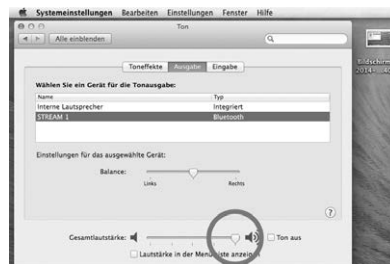 Systemeinstellungen Bearbeiten Einstellungen Fenster Hilfe
Ton
Alle einblenden
Toneffekte Ausgabe Eingabe
Wählen Sie ein Gerät für die Tonausgabe:
Name Typ
Interne Lautsprecher Integriert
STREAM 1 Bluetooth
Einstellungen für das ausgewählte Gerät:
Balance:
Links Rechts
?
Gesamtlautstärke: Ton aus
Lautstärke in der Menüleiste anzeigen